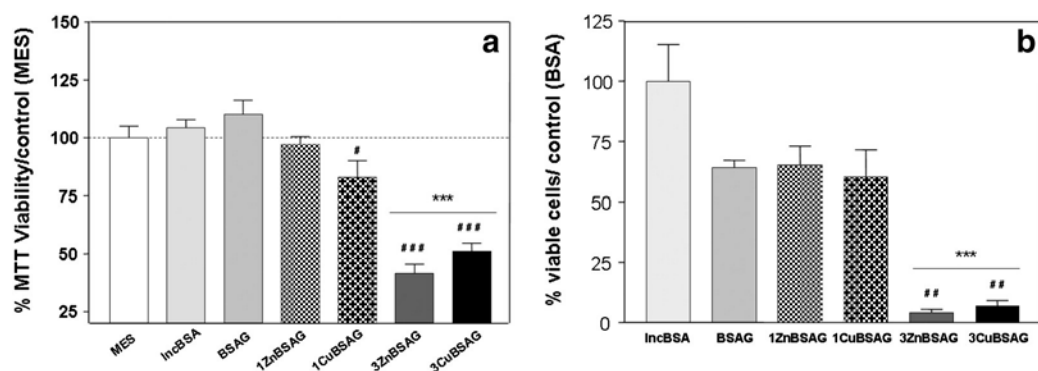 a
% MTT Viability/control (MES)
150
125
100
75
50
25
#
***
# # #
# # #
MES
IncBSA
BSAG
1ZnBSAG
1CuBSAG
3ZnBSAG
3CuBSAG
b
% viable cells/ control (BSA)
125
100
75
50
25
0
***
# #
# #
IncBSA BSAG 1ZnBSAG 1CuBSAG 3ZnBSAG 3CuBSAG